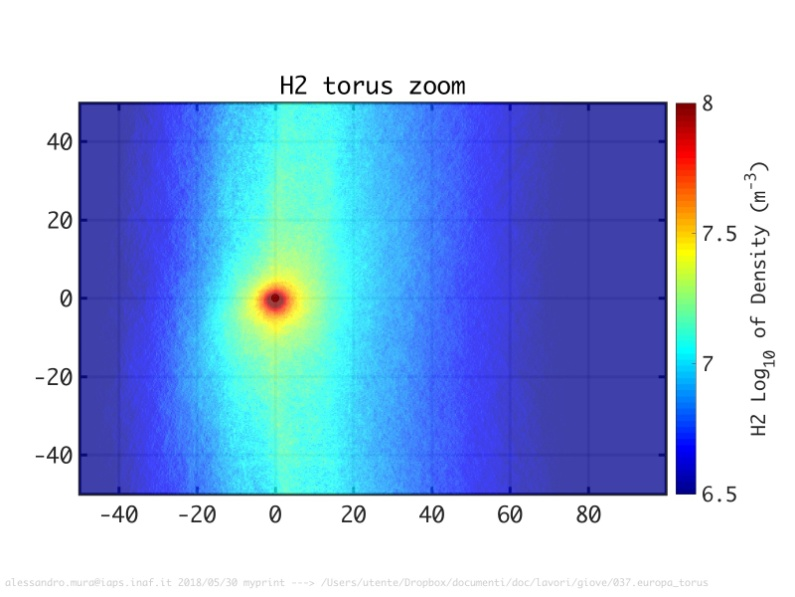 H2 torus zoom
40
20
0
-20
-40
-40 -20 0 20 40 60 80
8
7.5
7
6.5
H2 Log10 of Density (m-3)
alessandro.mura@iaps.inaf.it 2018/05/30 myprint ---> /Users/utente/Dropbox/documenti/doc/lavori/giove/037.europa_torus